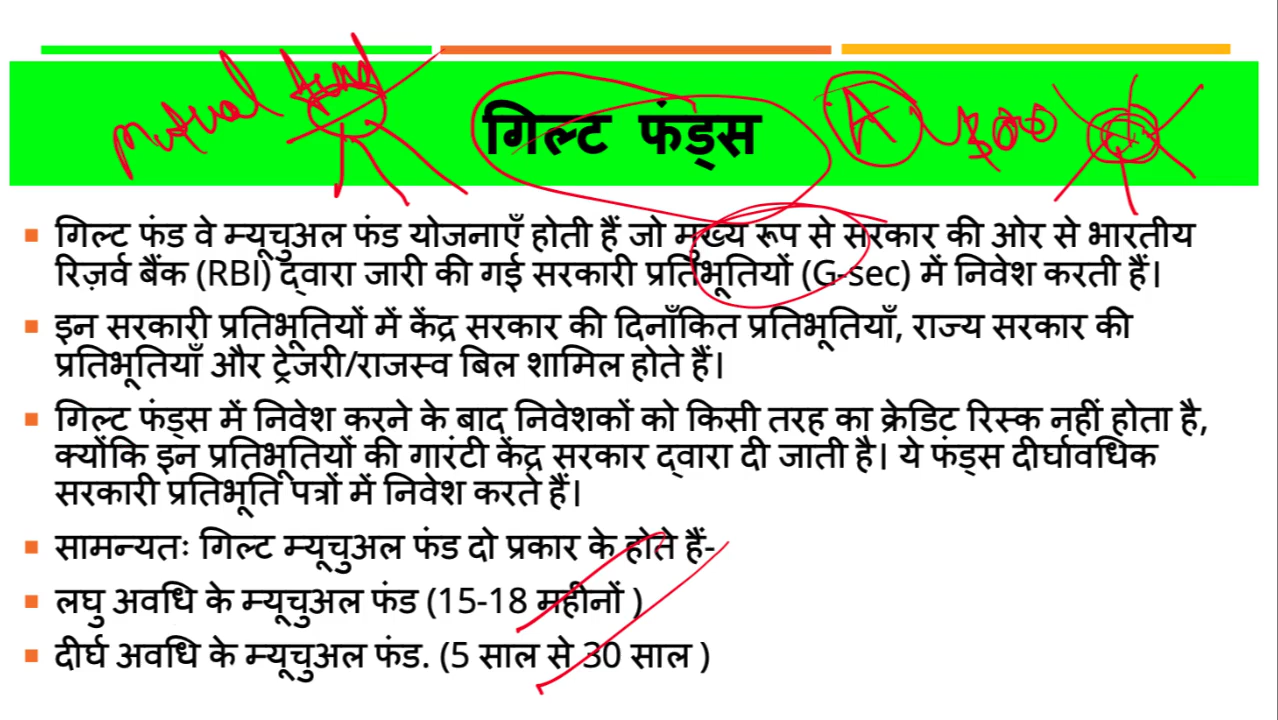 mutual fund
गिल्ट फंड्स
A
गिल्ट फंड वे म्यूचुअल फंड योजनाएँ होती हैं जो मुख्य रूप से सरकार की ओर से भारतीय
रिज़र्व बैंक (RBI) द्वारा जारी की गई सरकारी प्रतिभूतियों (G-sec) में निवेश करती हैं।
इन सरकारी प्रतिभूतियों में केंद्र सरकार की दिनाँकित प्रतिभूतियाँ, राज्य सरकार की
प्रतिभूतियाँ और ट्रेजरी/राजस्व बिल शामिल होते हैं।
गिल्ट फंड्स में निवेश करने के बाद निवेशकों को किसी तरह का क्रेडिट रिस्क नहीं होता है,
क्योंकि इन प्रतिभूतियों की गारंटी केंद्र सरकार द्वारा दी जाती है। ये फंड्स दीर्घावधिक
सरकारी प्रतिभूति पत्रों में निवेश करते हैं।
सामन्यतः गिल्ट म्यूचुअल फंड दो प्रकार के होते हैं-
लघु अवधि के म्यूचुअल फंड (15-18 महीनों )
दीर्घ अवधि के म्यूचुअल फंड. (5 साल से 30 साल )